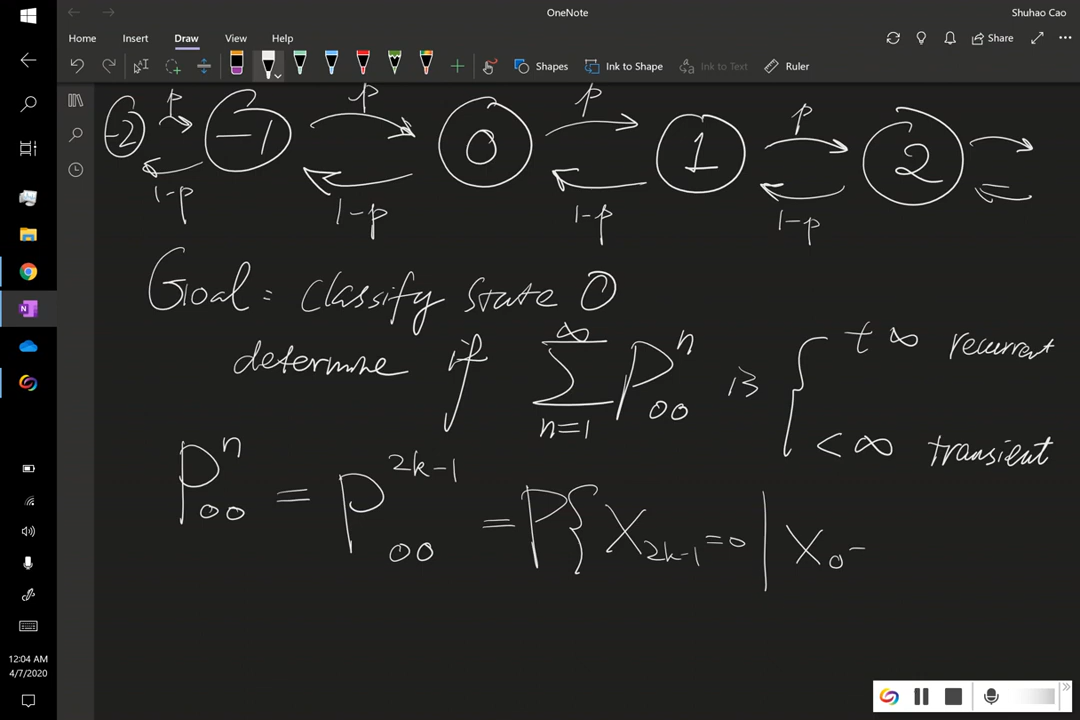 OneNote
Shuhao Cao
Home Insert Draw View Help
Shapes Ink to Shape Ink to Text Ruler Share
p p p p
-2 -1 0 1 2
1-p 1-p 1-p 1-p
Goal: classify state 0
determine if ∑_{n=1}^{∞} P_{00}^{n} is { +∞ recurrent
< ∞ transient
P_{00}^{n} = P_{00}^{2k-1} = P{ X_{2k-1} = 0 | X_0 -
12:04 AM
4/7/2020